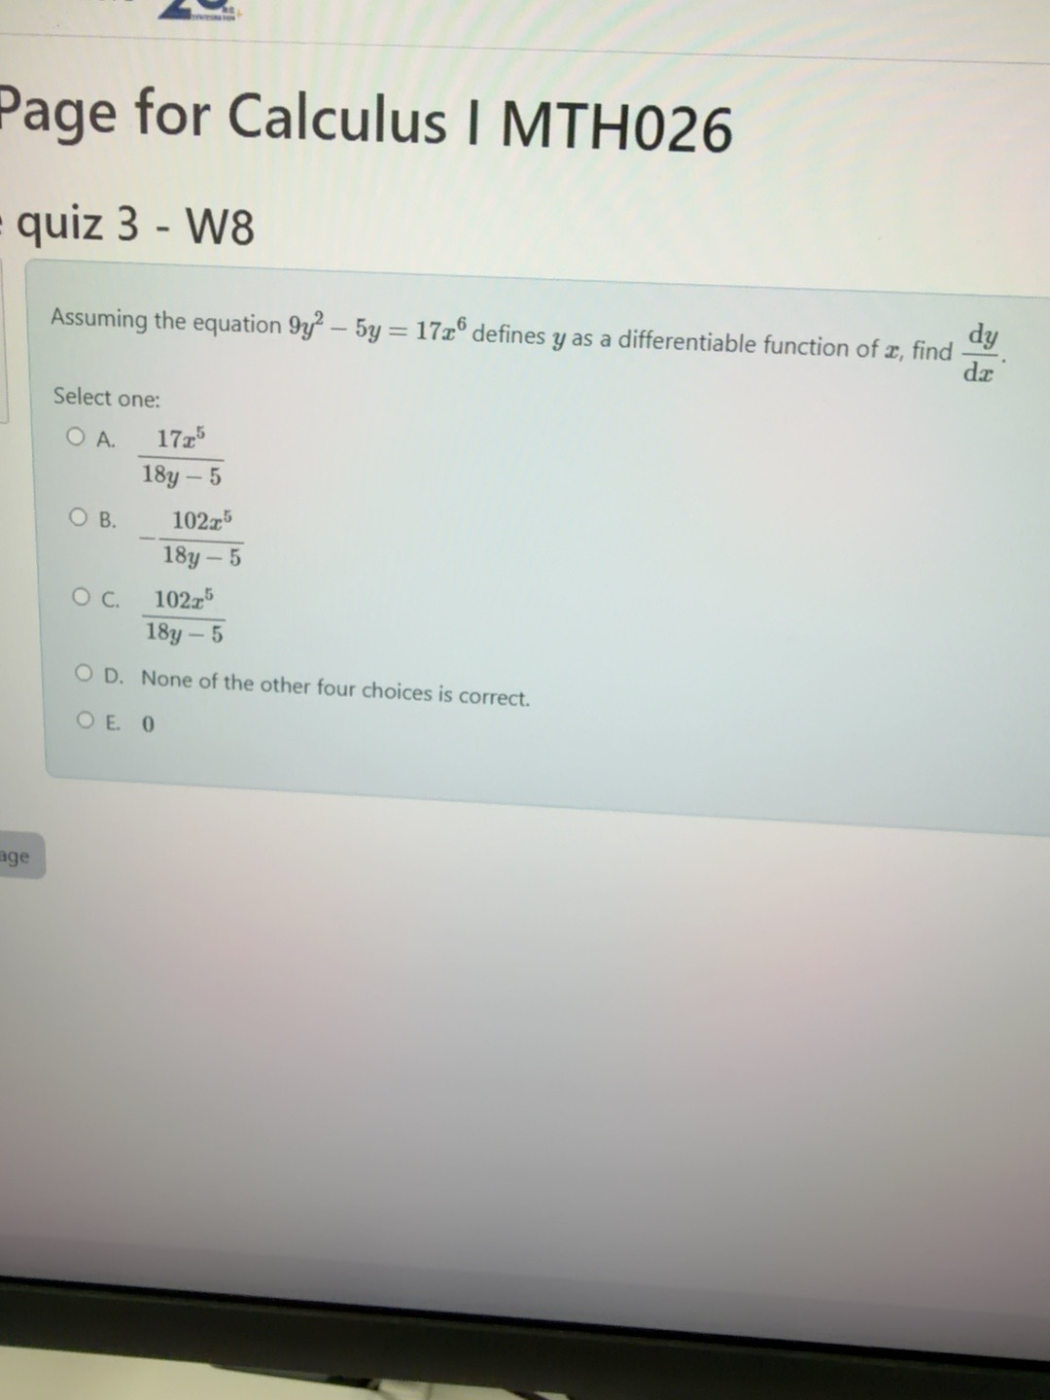 Page for Calculus I MTH026
quiz 3 - W8
Assuming the equation 9y² − 5y = 17x⁶ defines y as a differentiable function of x, find dy/dx.
Select one:
A. 17x⁵/(18y − 5)
B. −102x⁵/(18y − 5)
C. 102x⁵/(18y − 5)
D. None of the other four choices is correct.
E. 0
age